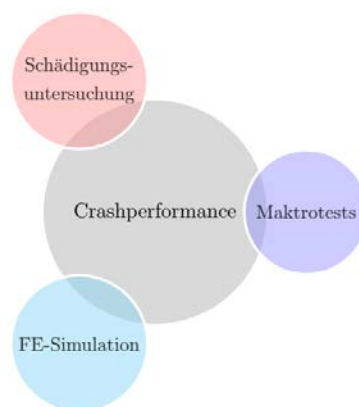 Schädigungs-
untersuchung
Crashperformance
Maktrotests
FE-Simulation